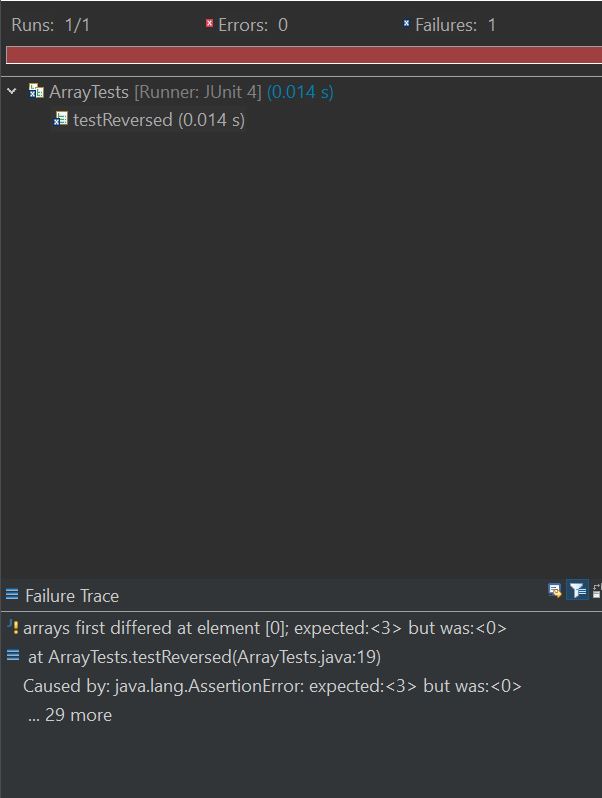 Runs: 1/1 Errors: 0 Failures: 1
ArrayTests [Runner: JUnit 4] (0.014 s)
testReversed (0.014 s)
Failure Trace
arrays first differed at element [0]; expected:<3> but was:<0>
at ArrayTests.testReversed(ArrayTests.java:19)
Caused by: java.lang.AssertionError: expected:<3> but was:<0>
... 29 more